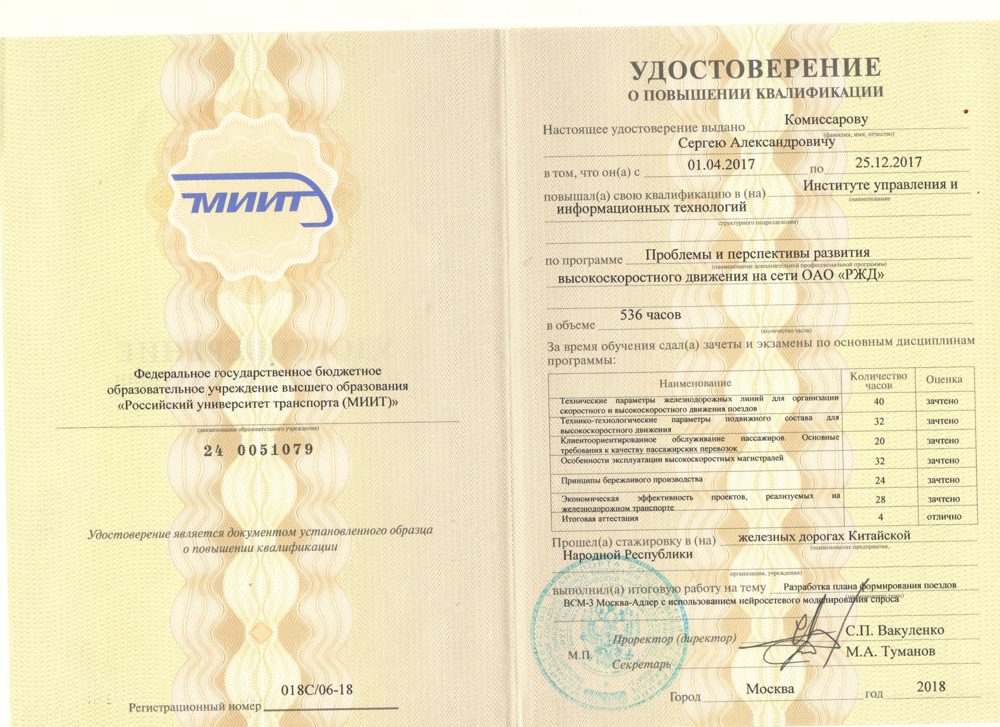 МИИТ
Федеральное государственное бюджетное
образовательное учреждение высшего образования
«Российский университет транспорта (МИИТ)»
(наименование образовательного учреждения)
24 0051079
Удостоверение является документом установленного образца
о повышении квалификации
018С/06-18
Регистрационный номер
УДОСТОВЕРЕНИЕ
О ПОВЫШЕНИИ КВАЛИФИКАЦИИ
Настоящее удостоверение выдано Комиссарову
(фамилия, имя, отчество)
Сергею Александровичу
в том, что он(а) с 01.04.2017 по 25.12.2017
повышал(а) свою квалификацию в (на) Институте управления и
(наименование
информационных технологий
структурного подразделения)
по программе Проблемы и перспективы развития
(наименование дополнительной профессиональной программы)
высокоскоростного движения на сети ОАО «РЖД»
в объеме 536 часов
(количество часов)
За время обучения сдал(а) зачеты и экзамены по основным дисциплинам
программы:
Наименование Количество часов Оценка
Технические параметры железнодорожных линий для организации
скоростного и высокоскоростного движения поездов 40 зачтено
Технико-технологические параметры подвижного состава для
высокоскоростного движения 32 зачтено
Клиентоориентированное обслуживание пассажиров. Основные
требования к качеству пассажирских перевозок 20 зачтено
Особенности эксплуатации высокоскоростных магистралей 32 зачтено
Принципы бережливого производства 24 зачтено
Экономическая эффективность проектов, реализуемых на
железнодорожном транспорте 28 зачтено
Итоговая аттестация 4 отлично
Прошел(а) стажировку в (на) железных дорогах Китайской
(наименование предприятия,
Народной Республики
организации, учреждения)
выполнил(а) итоговую работу на тему Разработка плана формирования поездов
ВСМ-3 Москва-Адлер с использованием нейросетевого моделирования спроса
Проректор (директор) С.П. Вакуленко
М.П.
Секретарь М.А. Туманов
Город Москва год 2018